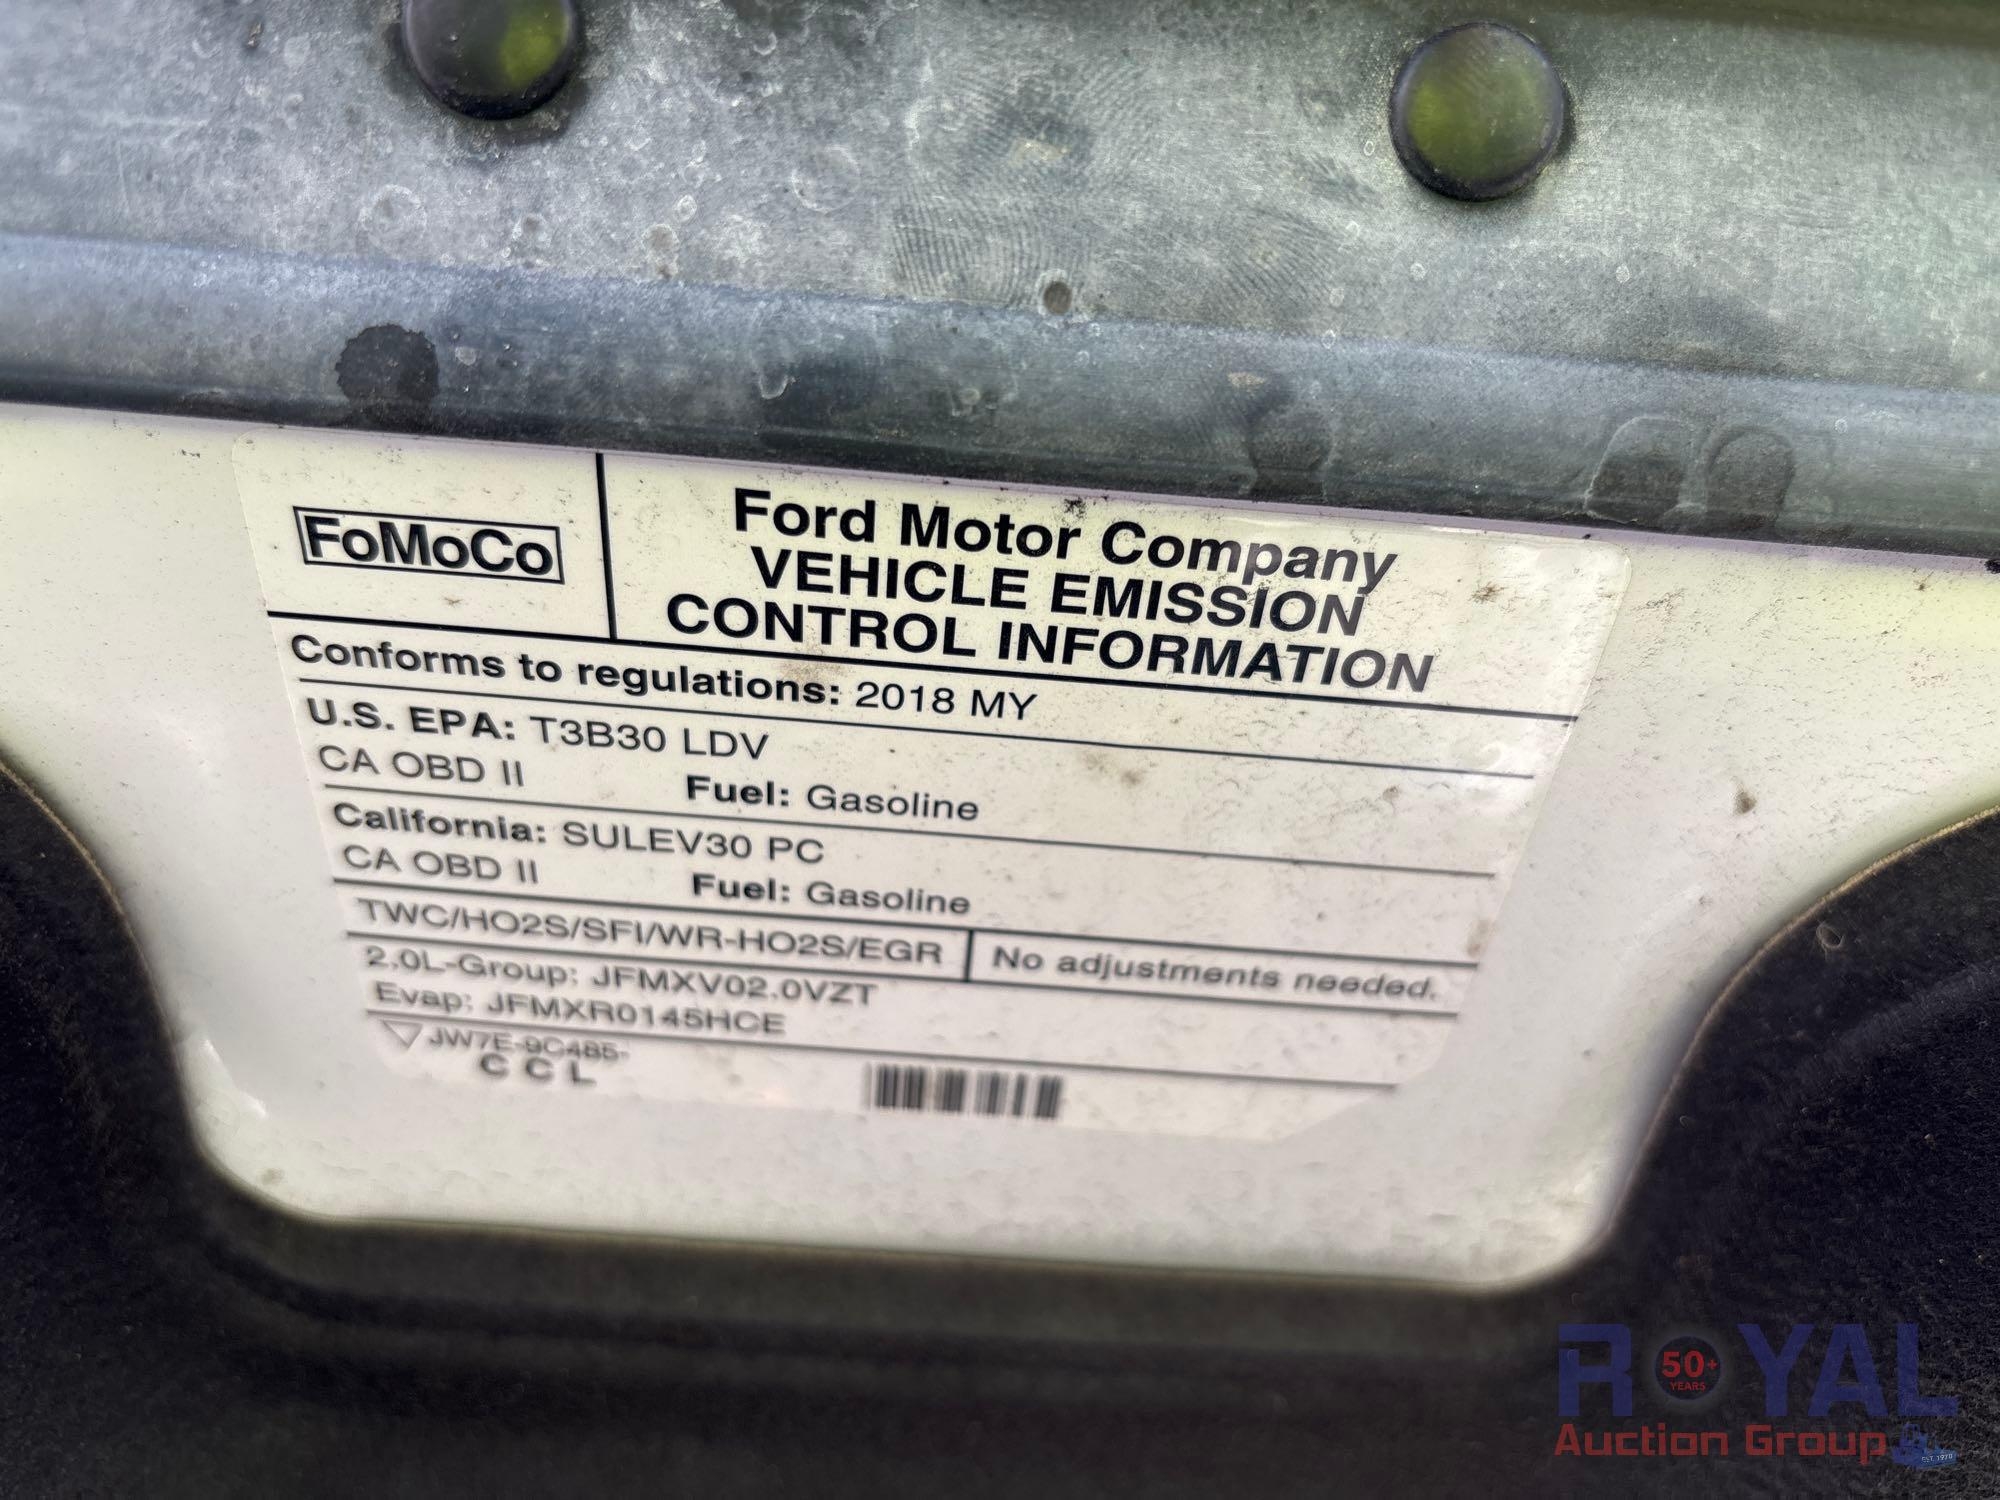 FoMoCo
Ford Motor Company
VEHICLE EMISSION
CONTROL INFORMATION
Conforms to regulations: 2018 MY
U.S. EPA: T3B30 LDV
CA OBD II Fuel: Gasoline
California: SULEV30 PC
CA OBD II Fuel: Gasoline
TWC/HO2S/SFI/WR-HO2S/EGR No adjustments needed.
2.0L-Group: JFMXV02.0VZT
Evap: JFMXR0145HCE
JW7E-9C485-
C C L
ROYAL
50+
YEARS
Auction Group
EST. 1970